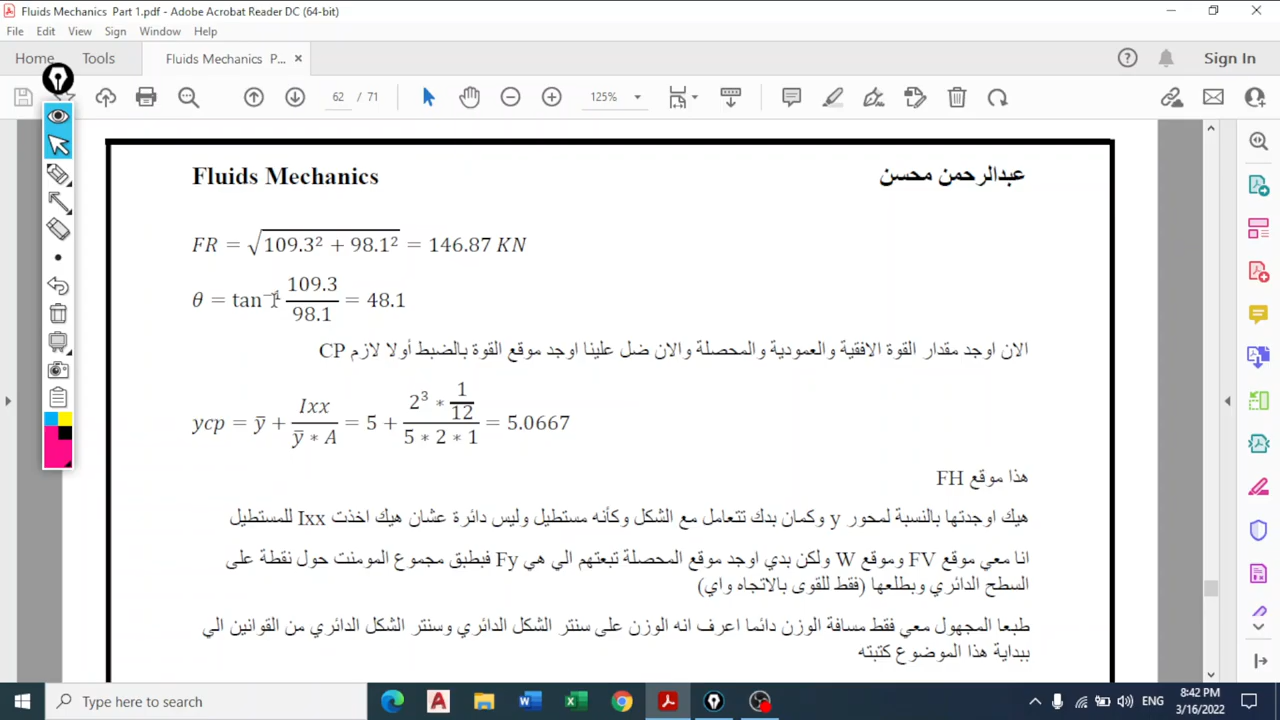 Fluids Mechanics Part 1.pdf - Adobe Acrobat Reader DC (64-bit)
File Edit View Sign Window Help
Home Tools Fluids Mechanics P... × Sign In
62 / 71 125%
Fluids Mechanics عبدالرحمن محسن
FR = √109.3² + 98.1² = 146.87 KN
θ = tan⁻¹ 109.3/98.1 = 48.1
الان اوجد مقدار القوة الافقية والعمودية والمحصلة والان ضل علينا اوجد موقع القوة بالضبط أولا لازم CP
ycp = ȳ + Ixx/(ȳ * A) = 5 + (2³ * 1/12)/(5 * 2 * 1) = 5.0667
هذا موقع FH
هيك اوجدتها بالنسبة لمحور y وكمان بدك تتعامل مع الشكل وكأنه مستطيل وليس دائرة عشان هيك اخذت Ixx للمستطيل
انا معي موقع FV وموقع W ولكن بدي اوجد موقع المحصلة تبعتهم الي هي Fy فبطبق مجموع المومنت حول نقطة على
السطح الدائري وبطلعها (فقط للقوى بالاتجاه واي)
طبعا المجهول معي فقط مسافة الوزن دائما اعرف انه الوزن على سنتر الشكل الدائري وسنتر الشكل الدائري من القوانين الي
ببداية هذا الموضوع كتبته
Type here to search
ENG
8:42 PM
3/16/2022